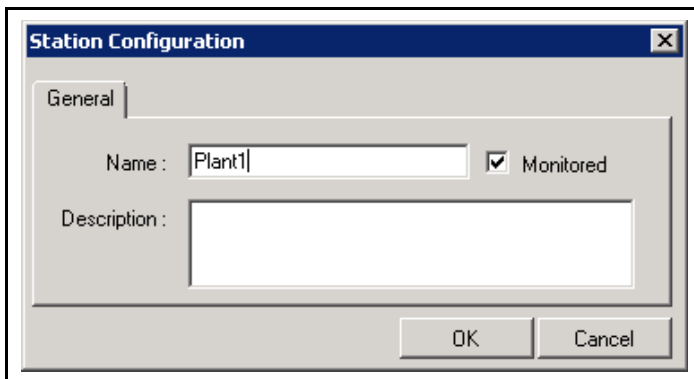 Station Configuration
General
Name : Plant1 Monitored
Description :
OK Cancel